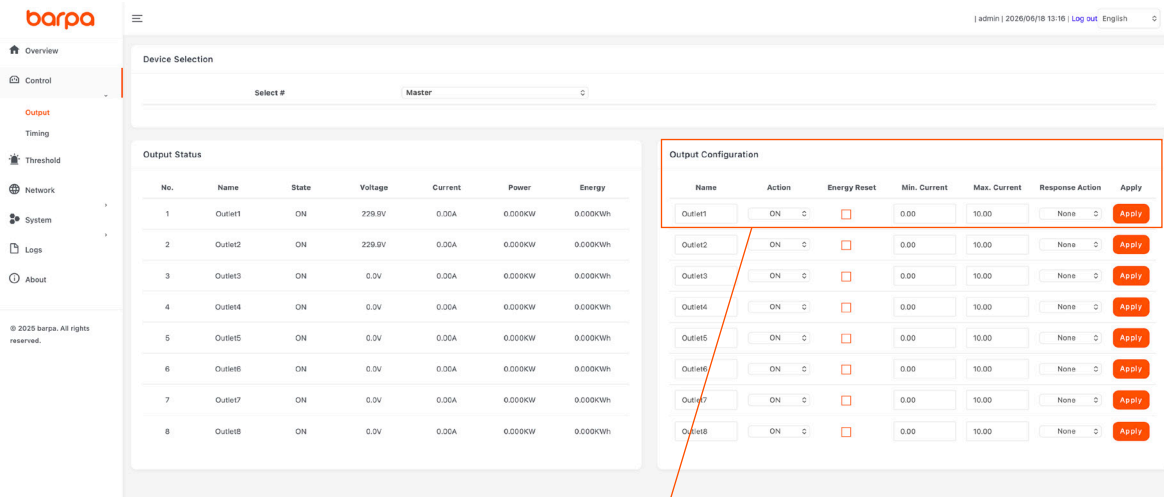 barpa
| admin | 2026/06/18 13:16 | Log out English
Overview
Control
Output
Timing
Threshold
Network
System
Logs
About
© 2025 barpa. All rights
reserved.
Device Selection
Select # Master
Output Status
No. Name State Voltage Current Power Energy
1 Outlet1 ON 229.9V 0.00A 0.000KW 0.000KWh
2 Outlet2 ON 229.9V 0.00A 0.000KW 0.000KWh
3 Outlet3 ON 0.0V 0.00A 0.000KW 0.000KWh
4 Outlet4 ON 0.0V 0.00A 0.000KW 0.000KWh
5 Outlet5 ON 0.0V 0.00A 0.000KW 0.000KWh
6 Outlet6 ON 0.0V 0.00A 0.000KW 0.000KWh
7 Outlet7 ON 0.0V 0.00A 0.000KW 0.000KWh
8 Outlet8 ON 0.0V 0.00A 0.000KW 0.000KWh
Output Configuration
Name Action Energy Reset Min. Current Max. Current Response Action Apply
Outlet1 ON 0.00 10.00 None Apply
Outlet2 ON 0.00 10.00 None Apply
Outlet3 ON 0.00 10.00 None Apply
Outlet4 ON 0.00 10.00 None Apply
Outlet5 ON 0.00 10.00 None Apply
Outlet6 ON 0.00 10.00 None Apply
Outlet7 ON 0.00 10.00 None Apply
Outlet8 ON 0.00 10.00 None Apply